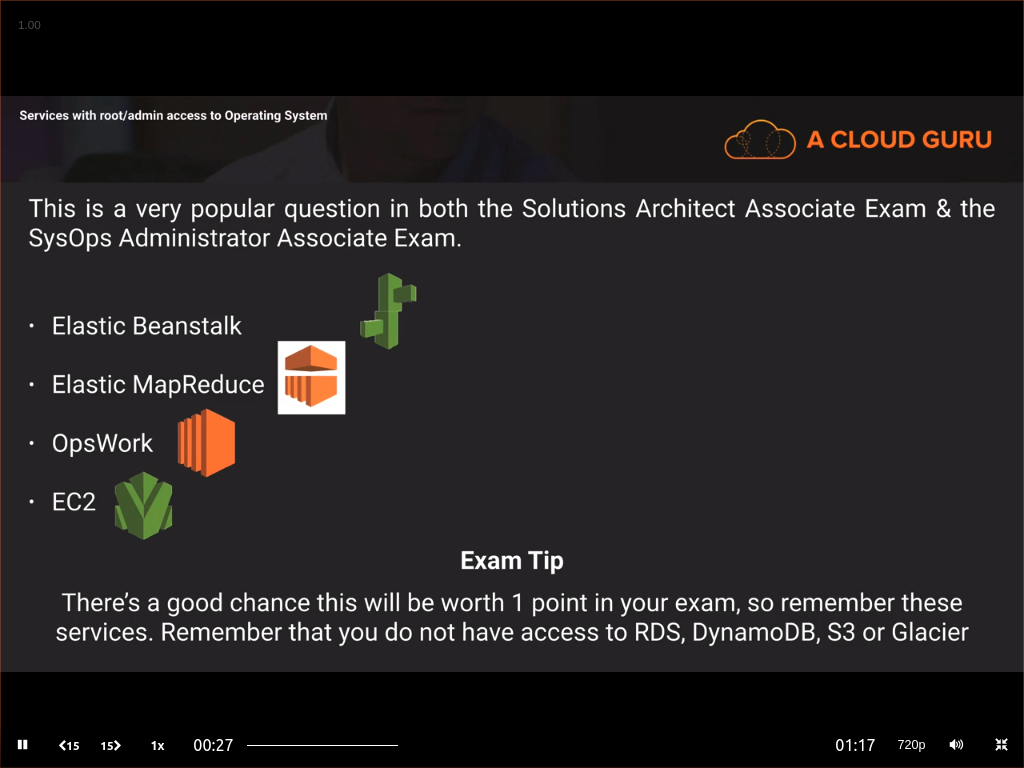 1.00
Services with root/admin access to Operating System
A CLOUD GURU
This is a very popular question in both the Solutions Architect Associate Exam & the
SysOps Administrator Associate Exam.
· Elastic Beanstalk
· Elastic MapReduce
· OpsWork
· EC2
Exam Tip
There’s a good chance this will be worth 1 point in your exam, so remember these
services. Remember that you do not have access to RDS, DynamoDB, S3 or Glacier
15 15 1x 00:27 01:17 720p